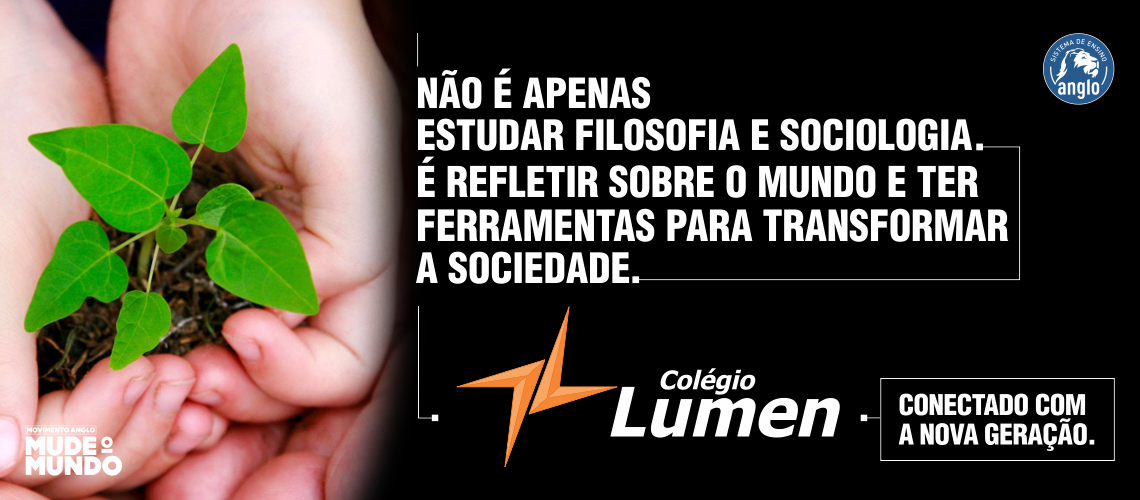 NÃO É APENAS
ESTUDAR FILOSOFIA E SOCIOLOGIA.
É REFLETIR SOBRE O MUNDO E TER
FERRAMENTAS PARA TRANSFORMAR
A SOCIEDADE.
SISTEMA DE ENSINO
anglo
Colégio
Lumen
CONECTADO COM
A NOVA GERAÇÃO.
MOVIMENTO ANGLO
MUDE O
MUNDO